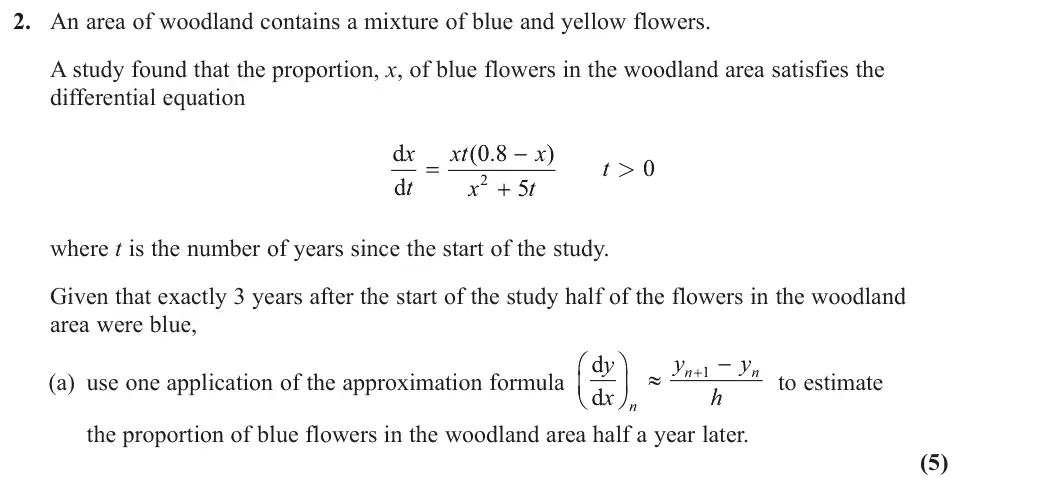 2. An area of woodland contains a mixture of blue and yellow flowers.
A study found that the proportion, x, of blue flowers in the woodland area satisfies the
differential equation
dx/dt = xt(0.8 − x)/(x² + 5t)    t > 0
where t is the number of years since the start of the study.
Given that exactly 3 years after the start of the study half of the flowers in the woodland
area were blue,
(a) use one application of the approximation formula (dy/dx)ₙ ≈ (yₙ₊₁ − yₙ)/h to estimate
the proportion of blue flowers in the woodland area half a year later.
(5)